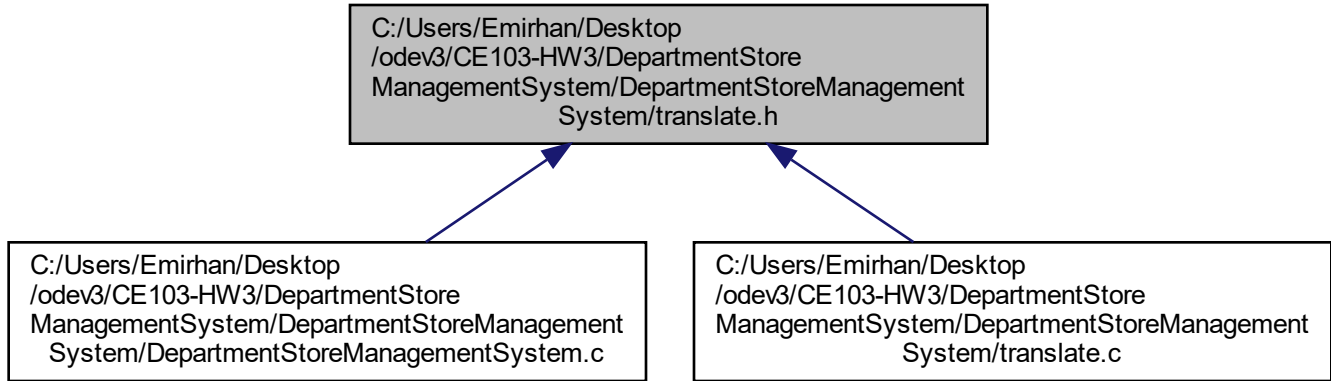 C:/Users/Emirhan/Desktop
/odev3/CE103-HW3/DepartmentStore
ManagementSystem/DepartmentStoreManagement
System/translate.h
C:/Users/Emirhan/Desktop
/odev3/CE103-HW3/DepartmentStore
ManagementSystem/DepartmentStoreManagement
System/DepartmentStoreManagementSystem.c
C:/Users/Emirhan/Desktop
/odev3/CE103-HW3/DepartmentStore
ManagementSystem/DepartmentStoreManagement
System/translate.c